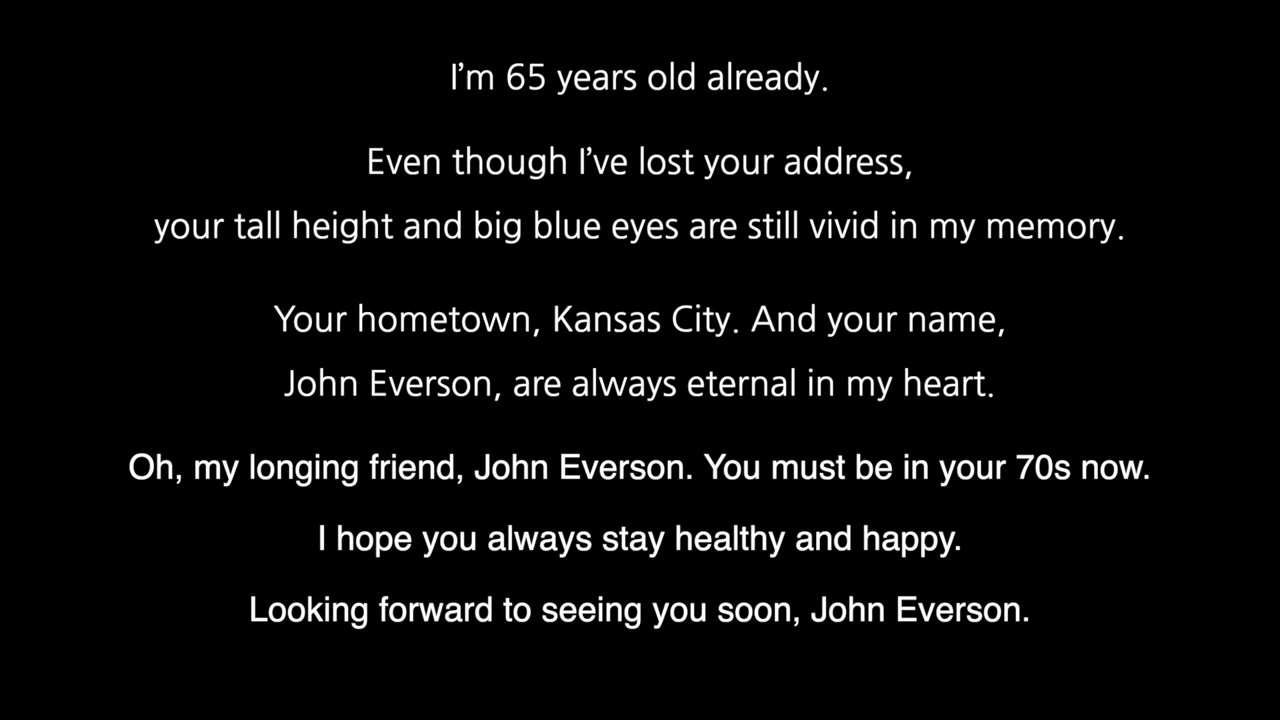 I’m 65 years old already.
Even though I’ve lost your address,
your tall height and big blue eyes are still vivid in my memory.
Your hometown, Kansas City. And your name,
John Everson, are always eternal in my heart.
Oh, my longing friend, John Everson. You must be in your 70s now.
I hope you always stay healthy and happy.
Looking forward to seeing you soon, John Everson.